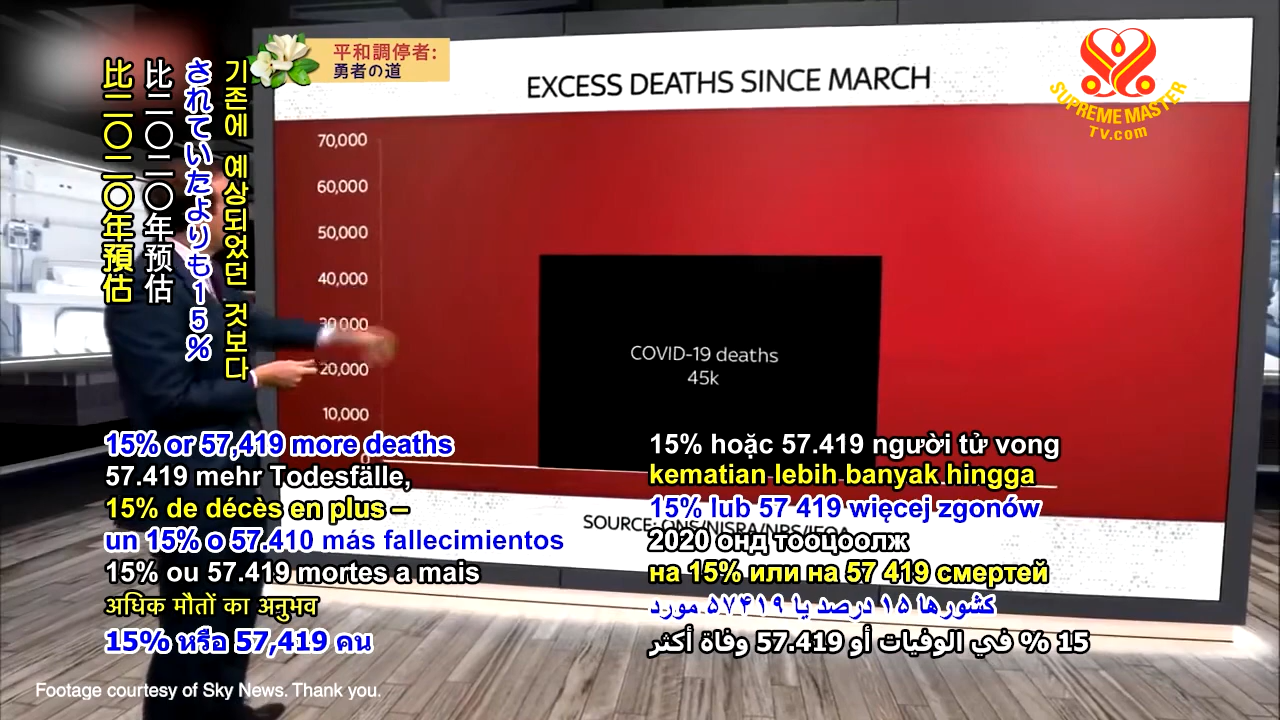 平和調停者:
勇者の道
SUPREME MASTER
TV.com
EXCESS DEATHS SINCE MARCH
70,000
60,000
50,000
40,000
30,000
20,000
10,000
0
COVID-19 deaths
45k
SOURCE: ONS/NISRA/NRS/IFOA
기존에 예상되었던 것보다
されていたよりも15%
比二〇二〇年预估
比二〇二〇年預估
15% or 57,419 more deaths
57.419 mehr Todesfälle,
15% de décès en plus –
un 15% o 57.410 más fallecimientos
15% ou 57.419 mortes a mais
अधिक मौतों का अनुभव
15% หรือ 57,419 คน
15% hoặc 57.419 người tử vong
kematian lebih banyak hingga
15% lub 57 419 więcej zgonów
2020 онд тооцоолж
на 15% или на 57 419 смертей
کشورها ۱۵ درصد یا ۵۷۴۱۹ مورد
15 % في الوفيات أو 57.419 وفاة أكثر
Footage courtesy of Sky News. Thank you.